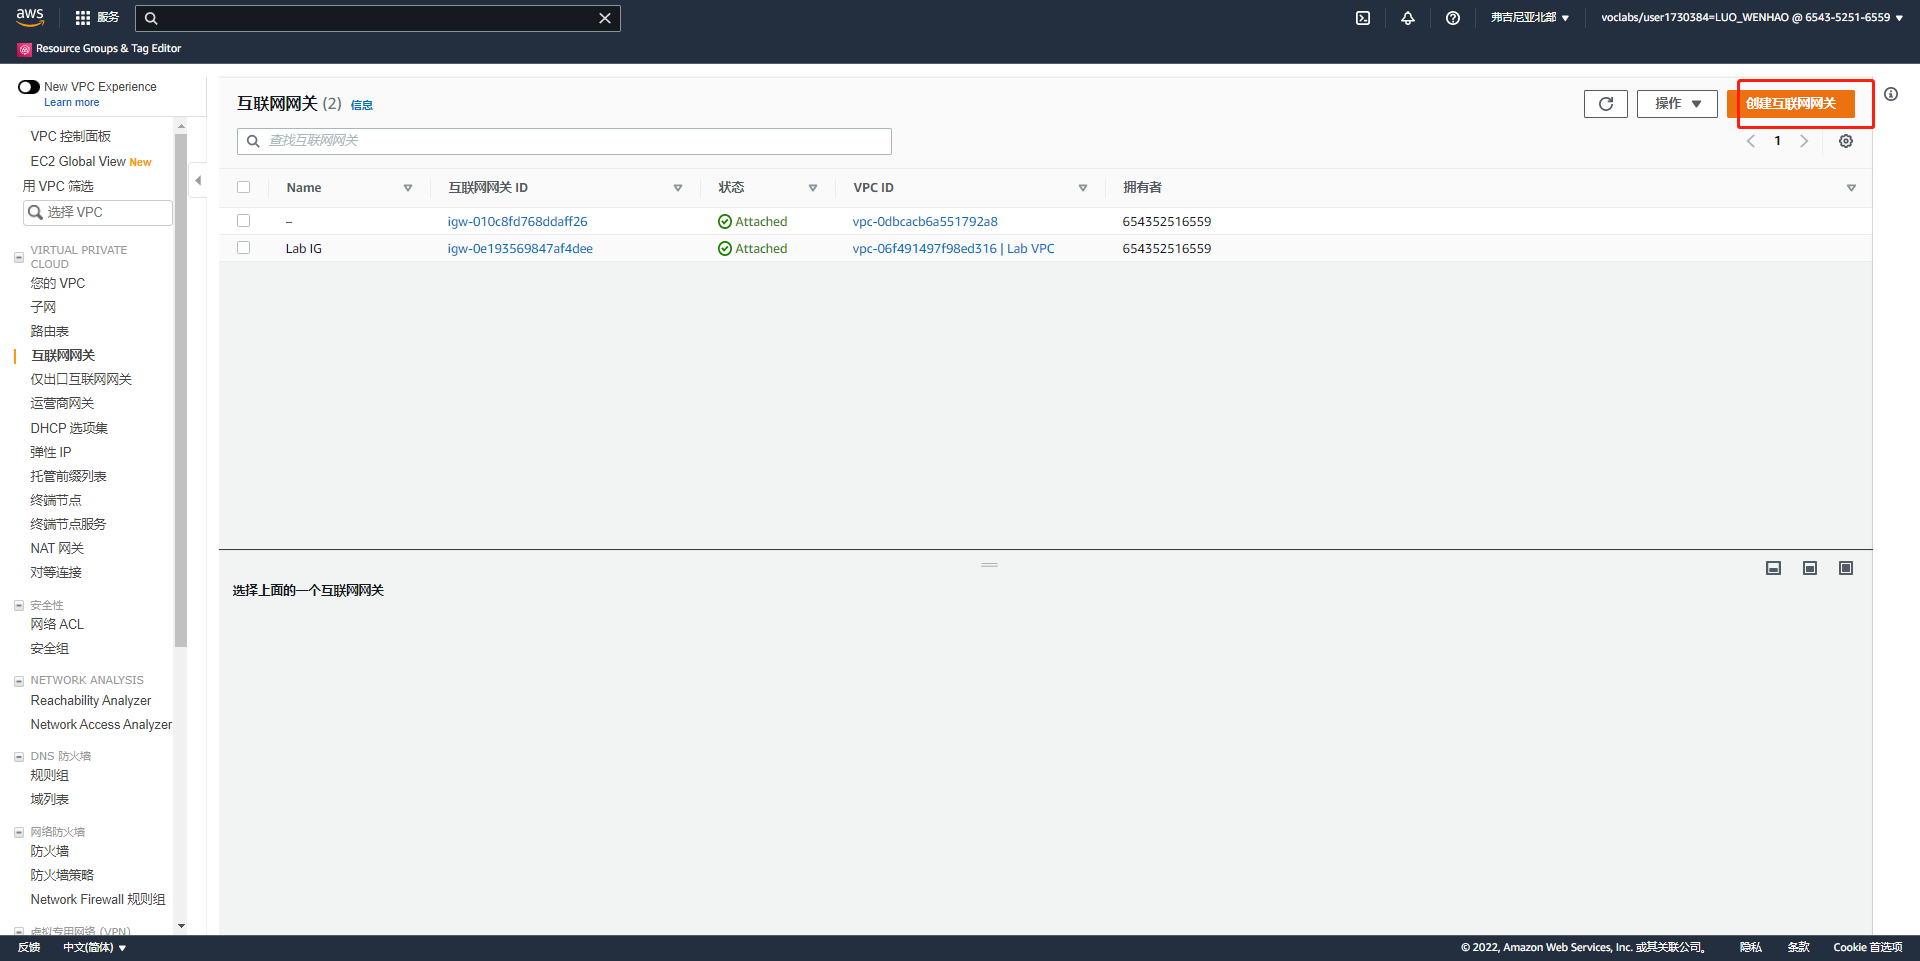 aws
服务
弗吉尼亚北部
voclabs/user1730384=LUO_WENHAO @ 6543-5251-6559
Resource Groups & Tag Editor
New VPC Experience
Learn more
VPC 控制面板
EC2 Global View New
用 VPC 筛选
选择 VPC
VIRTUAL PRIVATE
CLOUD
您的 VPC
子网
路由表
互联网网关
仅出口互联网网关
运营商网关
DHCP 选项集
弹性 IP
托管前缀列表
终端节点
终端节点服务
NAT 网关
对等连接
安全性
网络 ACL
安全组
NETWORK ANALYSIS
Reachability Analyzer
Network Access Analyzer
DNS 防火墙
规则组
域列表
网络防火墙
防火墙
防火墙策略
Network Firewall 规则组
虚拟专用网络 (VPN)
互联网网关 (2) 信息
操作
创建互联网网关
查找互联网网关
1
Name 互联网网关 ID 状态 VPC ID 拥有者
– igw-010c8fd768ddaff26 Attached vpc-0dbcacb6a551792a8 654352516559
Lab IG igw-0e193569847af4dee Attached vpc-06f491497f98ed316 | Lab VPC 654352516559
选择上面的一个互联网网关
反馈 中文(简体) © 2022, Amazon Web Services, Inc. 或其关联公司。 隐私 条款 Cookie 首选项